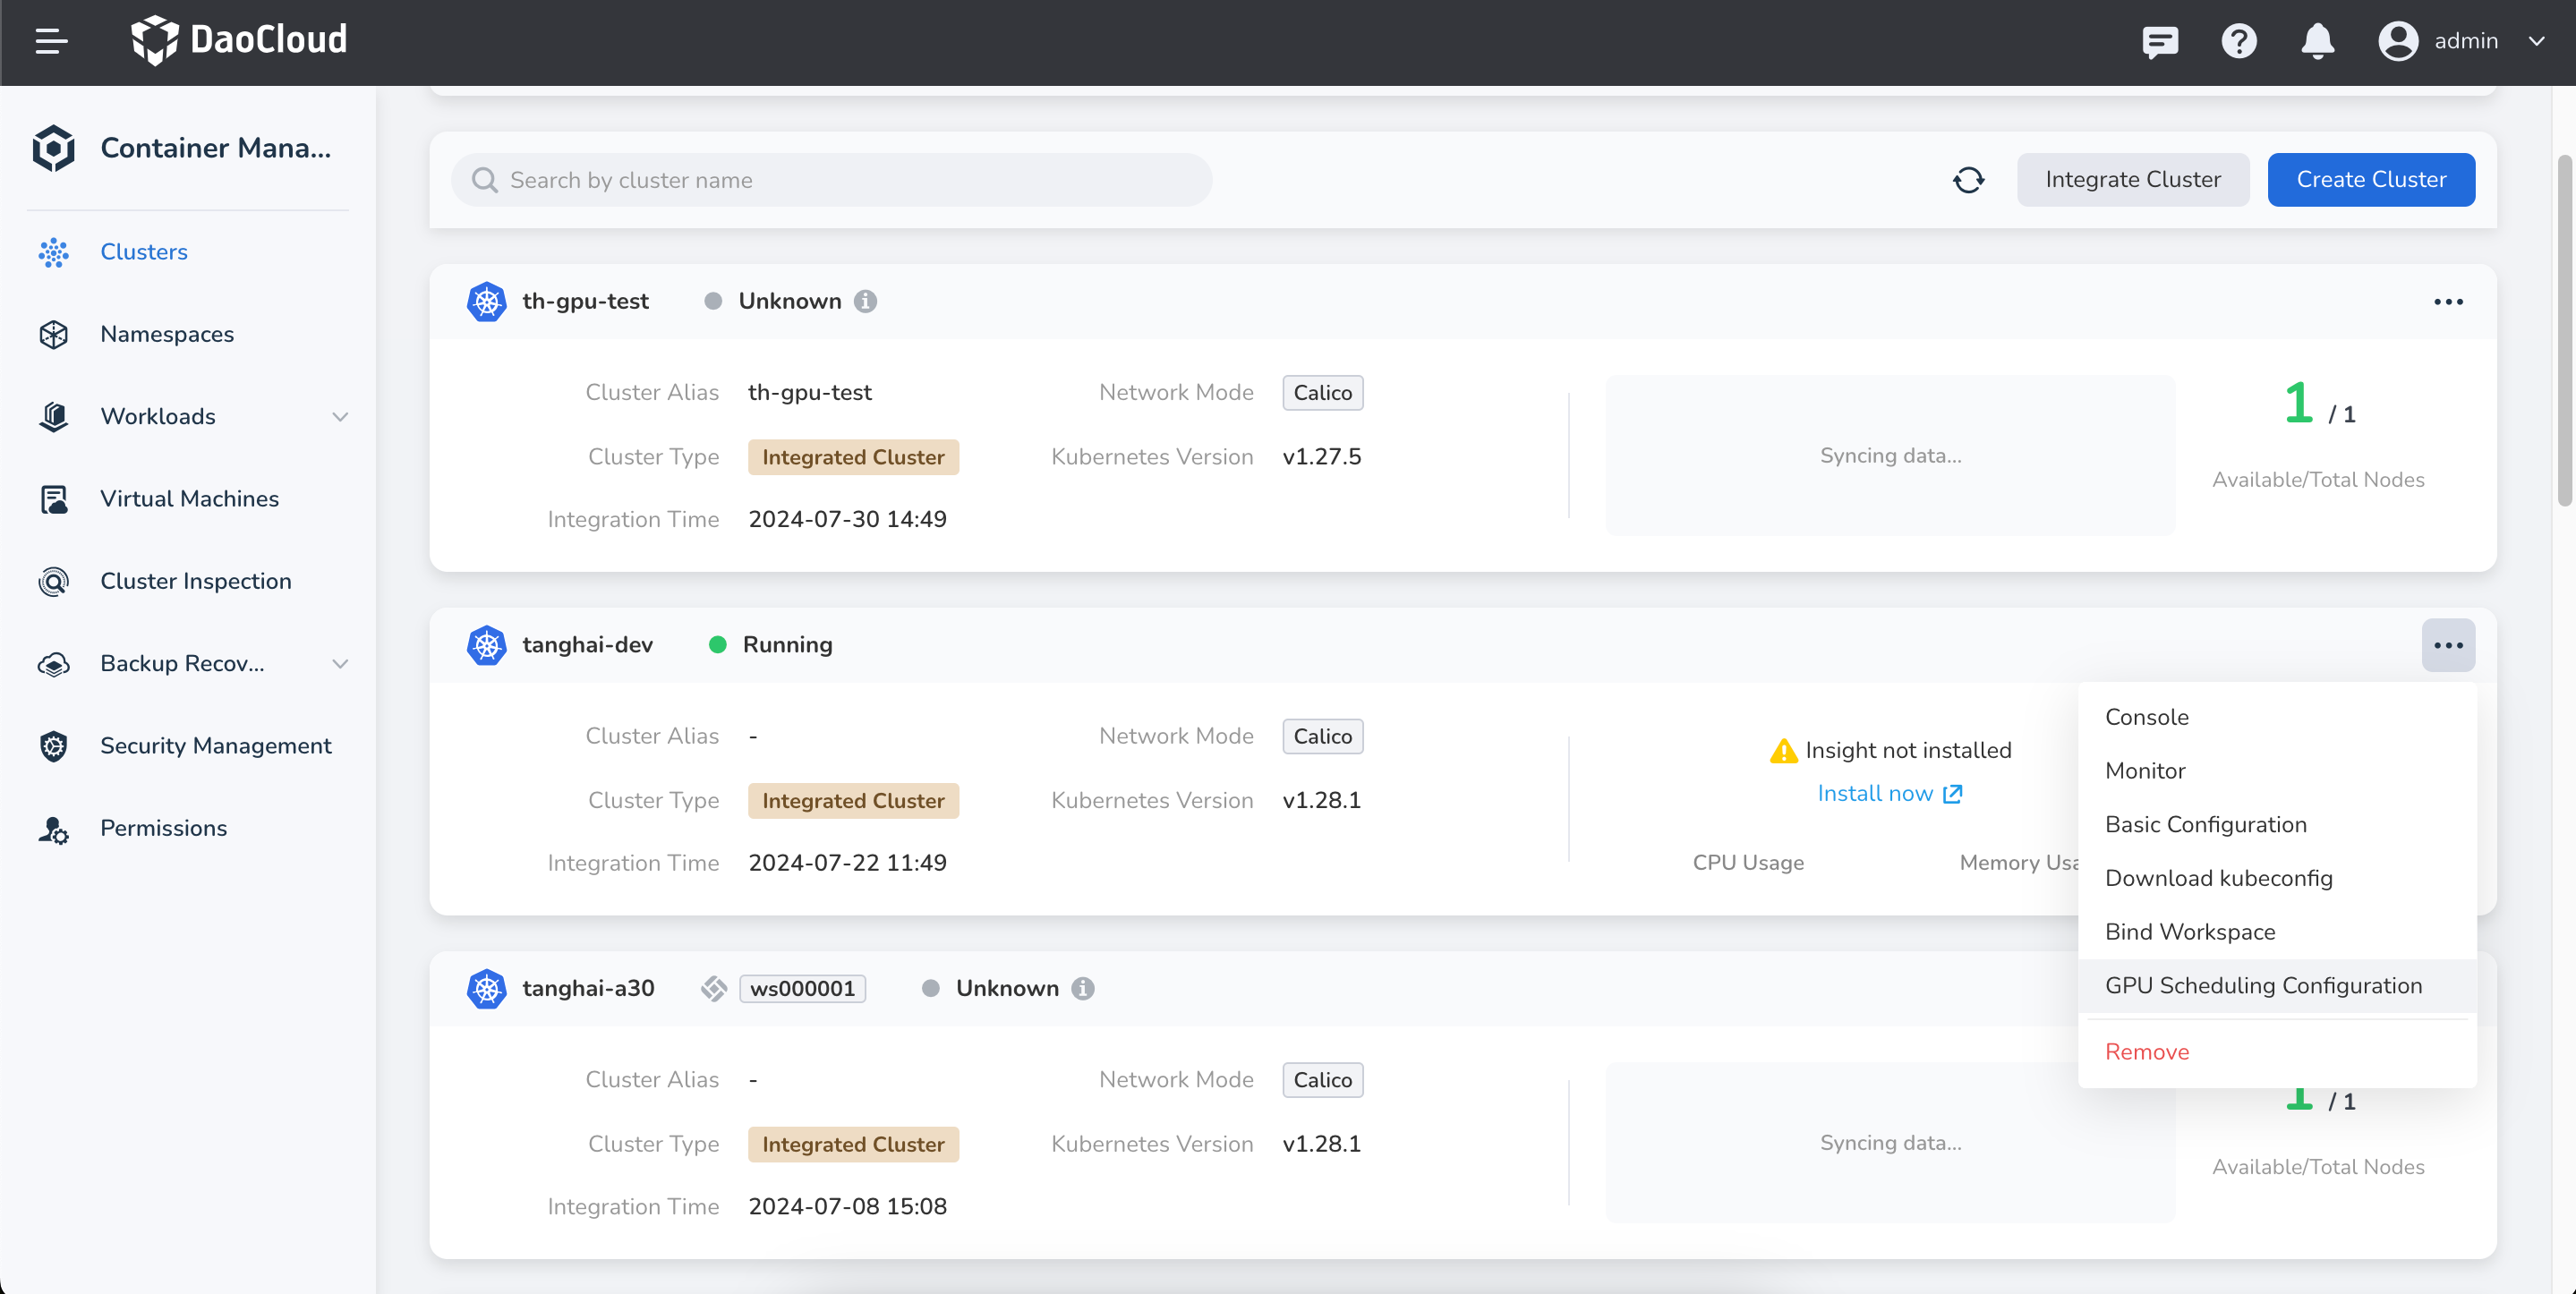 DaoCloud
admin
Container Mana...
Clusters
Namespaces
Workloads
Virtual Machines
Cluster Inspection
Backup Recov...
Security Management
Permissions
Search by cluster name
Integrate Cluster
Create Cluster
th-gpu-test Unknown
Cluster Alias th-gpu-test Network Mode Calico
Cluster Type Integrated Cluster Kubernetes Version v1.27.5
Integration Time 2024-07-30 14:49
Syncing data...
1 / 1
Available/Total Nodes
tanghai-dev Running
Cluster Alias - Network Mode Calico
Cluster Type Integrated Cluster Kubernetes Version v1.28.1
Integration Time 2024-07-22 11:49
Insight not installed
Install now
CPU Usage Memory Usa
Console
Monitor
Basic Configuration
Download kubeconfig
Bind Workspace
GPU Scheduling Configuration
Remove
tanghai-a30 ws000001 Unknown
Cluster Alias - Network Mode Calico
Cluster Type Integrated Cluster Kubernetes Version v1.28.1
Integration Time 2024-07-08 15:08
Syncing data...
1 / 1
Available/Total Nodes